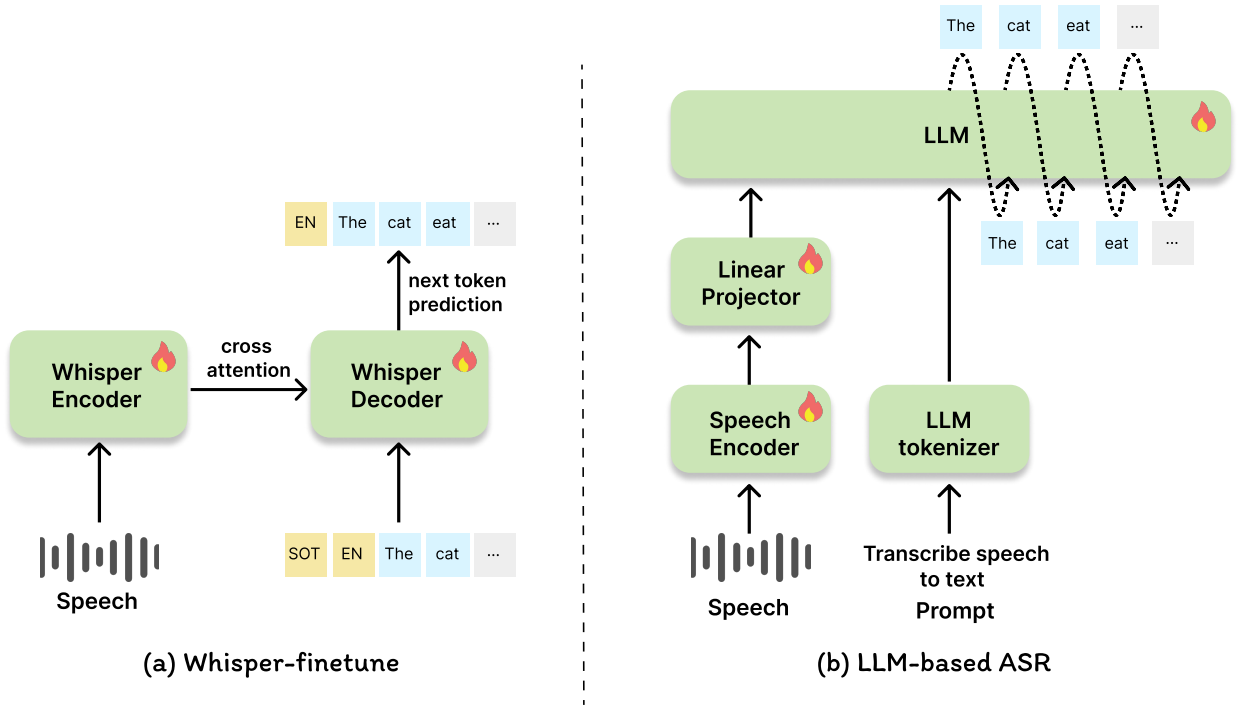 EN The cat eat ...
next token
prediction
cross
attention
Whisper
Encoder
Whisper
Decoder
SOT EN The cat ...
Speech
(a) Whisper-finetune
The cat eat ...
LLM
The cat eat ...
Linear
Projector
Speech
Encoder
LLM
tokenizer
Transcribe speech
to text
Speech
Prompt
(b) LLM-based ASR